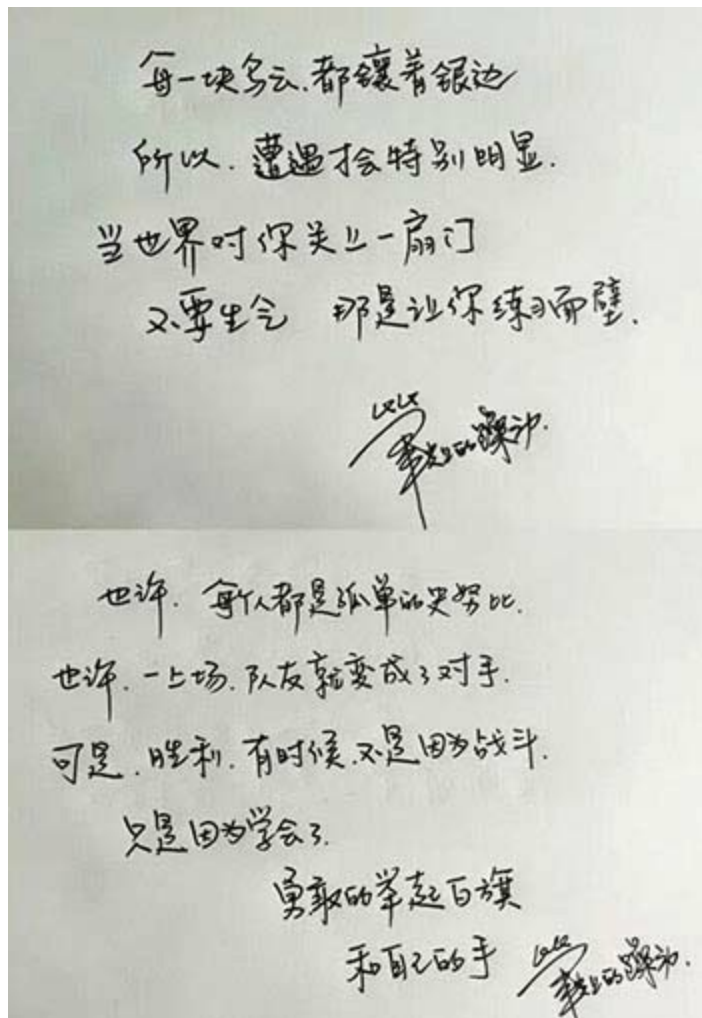 每一块乌云.都镶着银边
所以.遭遇才会特别明显.
当世界对你关上一扇门
不要生气 那是让你练习面壁.
也许.每个人都是孤单的史努比.
也许.一上场.队友就变成了对手.
可是.胜利.有时候.不是因为战斗.
只是因为学会了.
勇敢的举起白旗
和自己的手